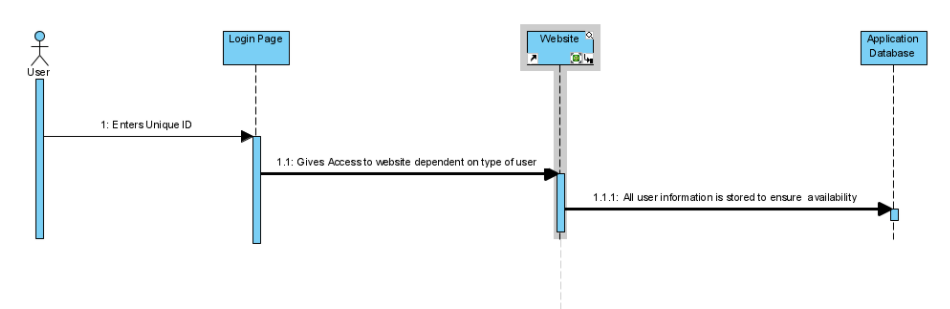 Login Page
Website
Application
Database
User
1: Enters Unique ID
1.1: Gives Access to website dependent on type of user
1.1.1: All user information is stored to ensure availability